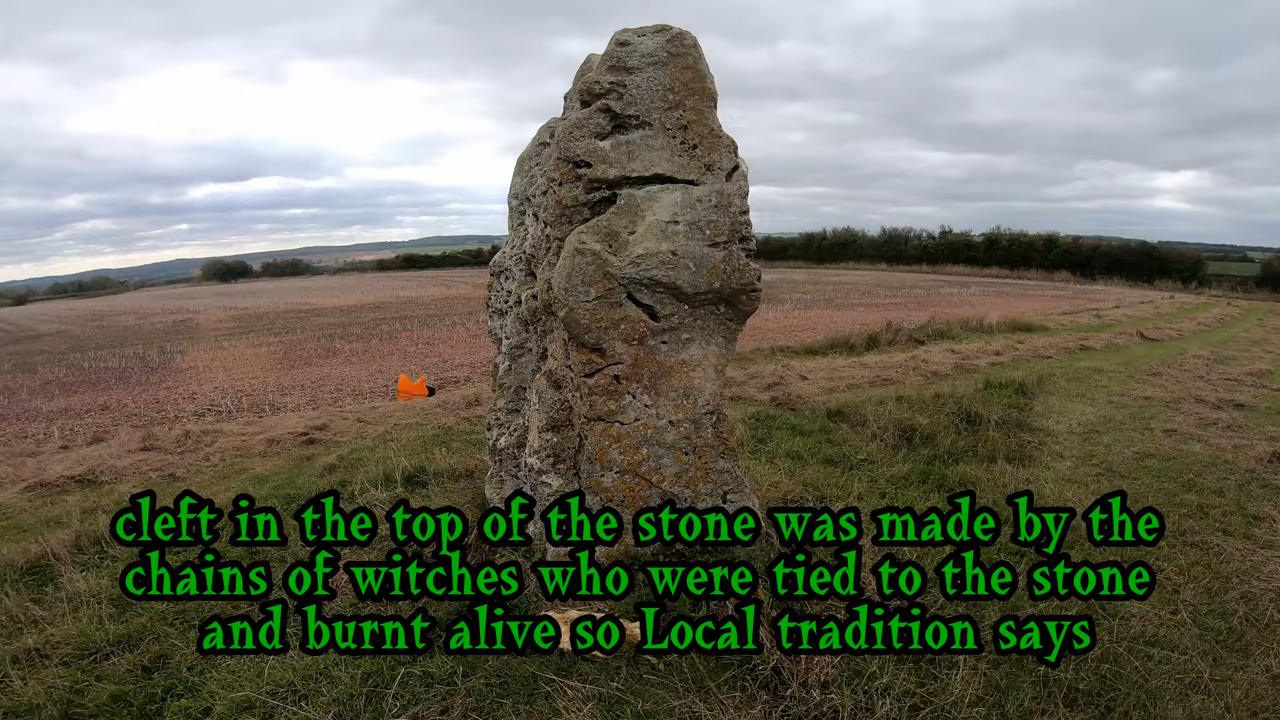 cleft in the top of the stone was made by the
chains of witches who were tied to the stone
and burnt alive so Local tradition says